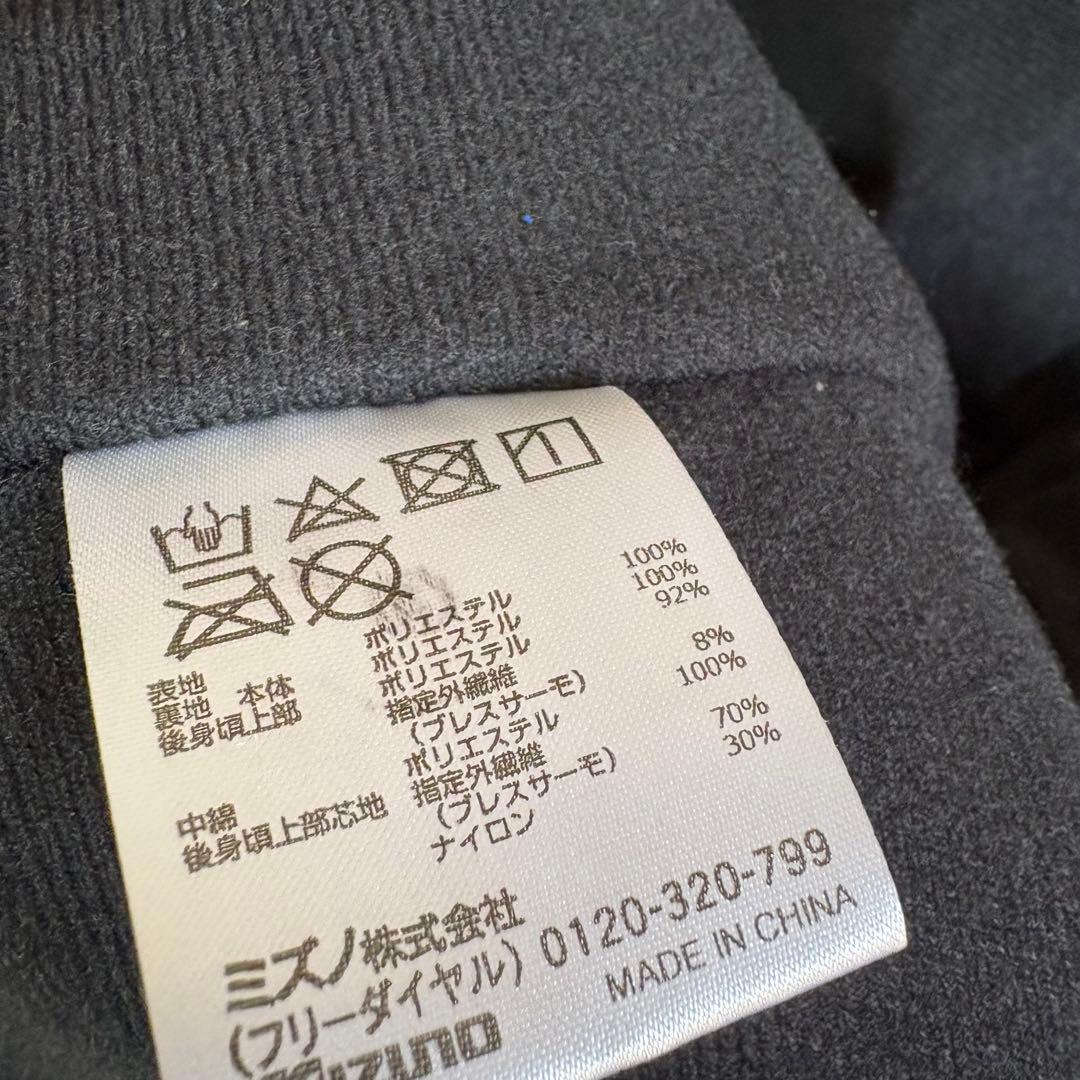 表地 ポリエステル 100%
裏地 本体 ポリエステル 100%
後身頃上部 ポリエステル 92%
指定外繊維
(ブレスサーモ) 8%
中綿 ポリエステル 100%
後身頃上部芯地 指定外繊維
(ブレスサーモ) 70%
ナイロン 30%
ミズノ株式会社
(フリーダイヤル) 0120-320-799
MADE IN CHINA
Mizuno